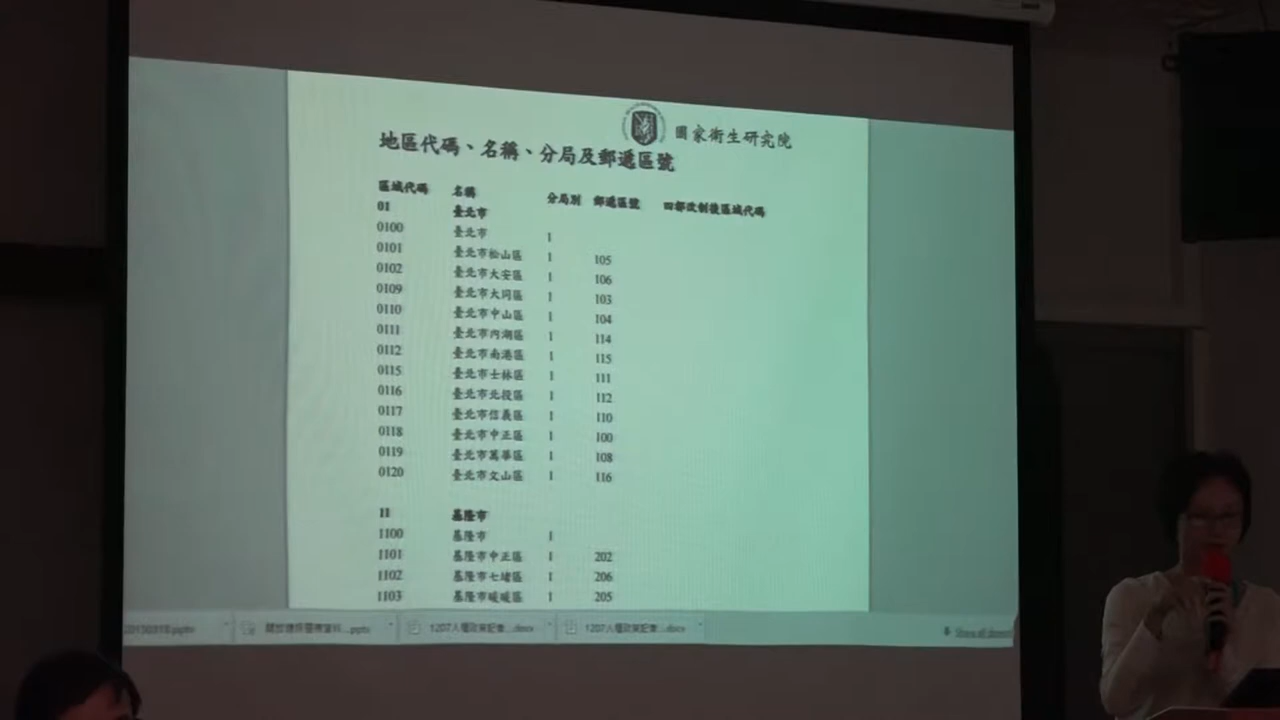 國家衛生研究院
地區代碼、名稱、分局及郵遞區號
區域代碼 名稱 分局別 郵遞區號 四都改制後區域代碼
01 臺北市
0100 臺北市 1
0101 臺北市松山區 1 105
0102 臺北市大安區 1 106
0109 臺北市大同區 1 103
0110 臺北市中山區 1 104
0111 臺北市內湖區 1 114
0112 臺北市南港區 1 115
0115 臺北市士林區 1 111
0116 臺北市北投區 1 112
0117 臺北市信義區 1 110
0118 臺北市中正區 1 100
0119 臺北市萬華區 1 108
0120 臺北市文山區 1 116
11 基隆市
1100 基隆市 1
1101 基隆市中正區 1 202
1102 基隆市七堵區 1 206
1103 基隆市暖暖區 1 205